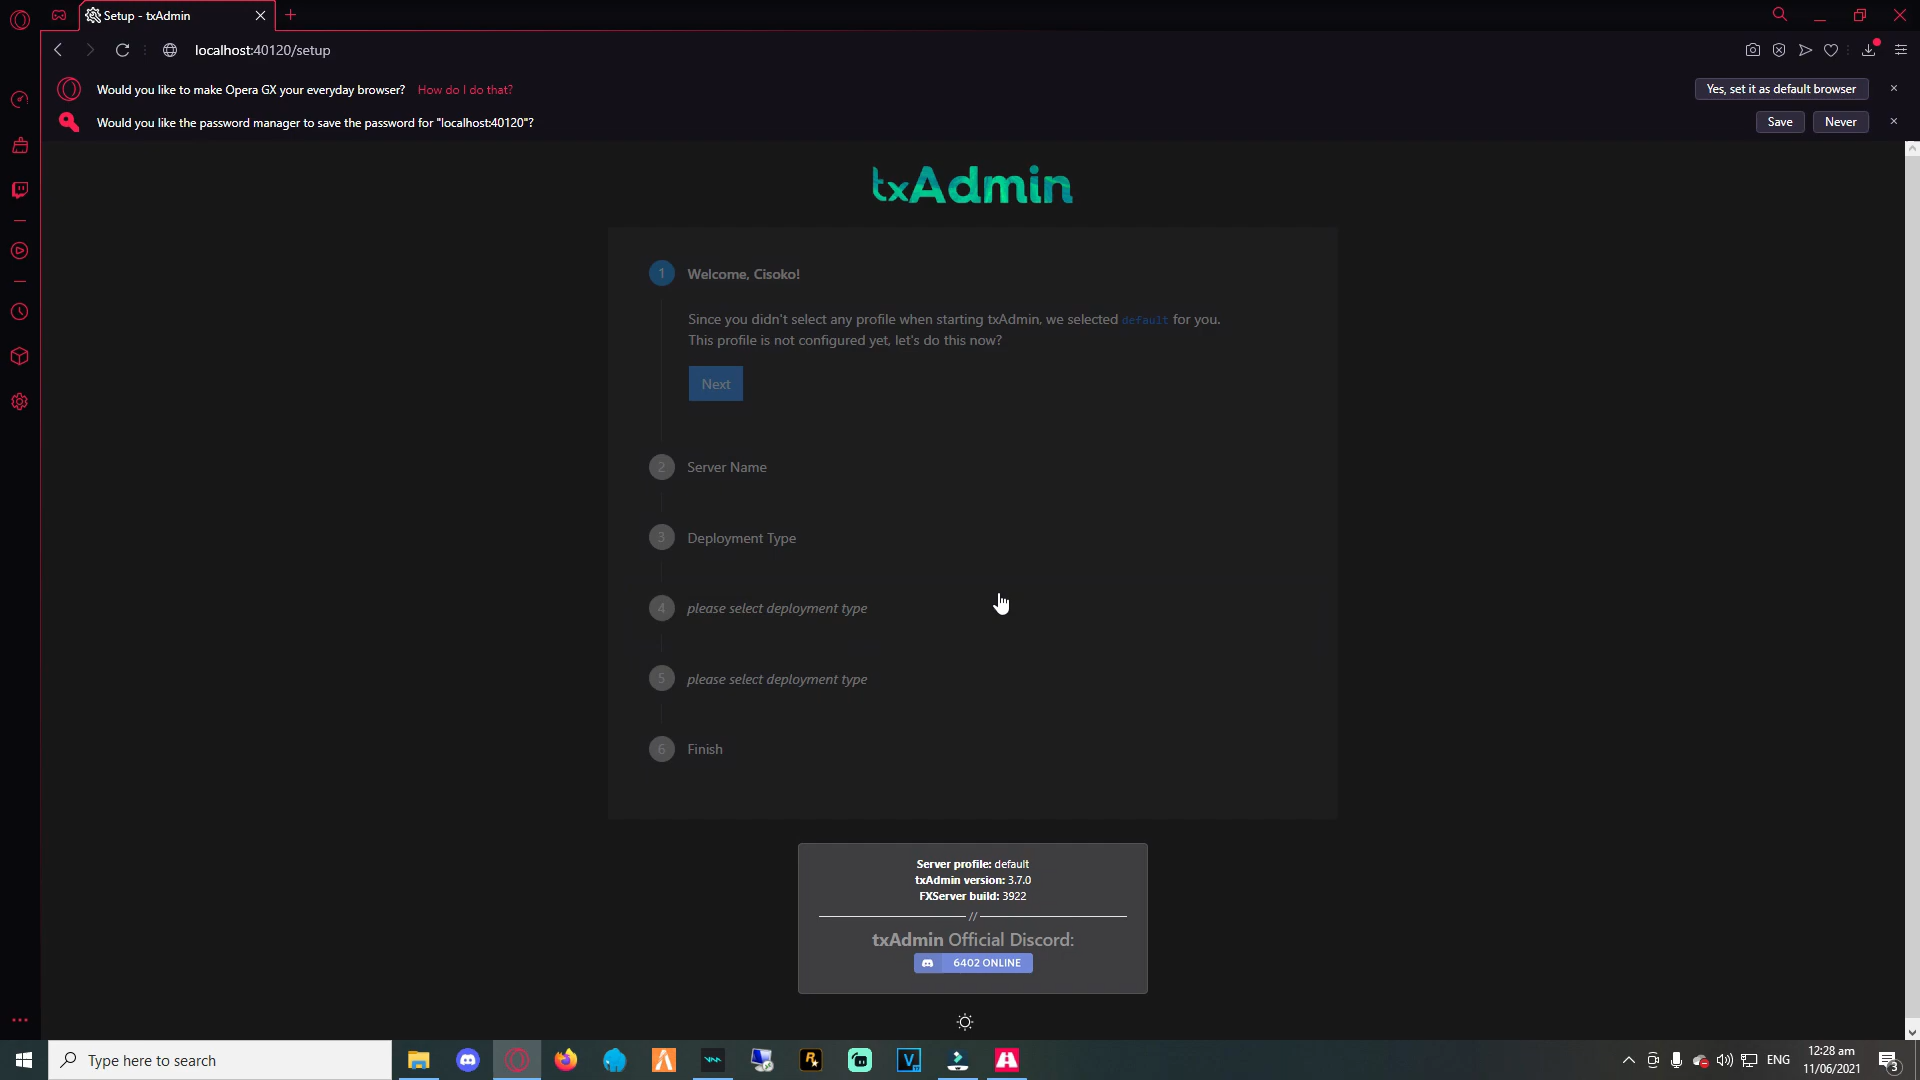 Setup - txAdmin
localhost:40120/setup
Would you like to make Opera GX your everyday browser? How do I do that?
Yes, set it as default browser
Would you like the password manager to save the password for "localhost:40120"?
Save
Never
txAdmin
1 Welcome, Cisoko!
Since you didn't select any profile when starting txAdmin, we selected default for you.
This profile is not configured yet, let's do this now?
Next
2 Server Name
3 Deployment Type
4 please select deployment type
5 please select deployment type
6 Finish
Server profile: default
txAdmin version: 3.7.0
FXServer build: 3922
//
txAdmin Official Discord:
6402 ONLINE
Type here to search
ENG
12:28 am
11/06/2021
3